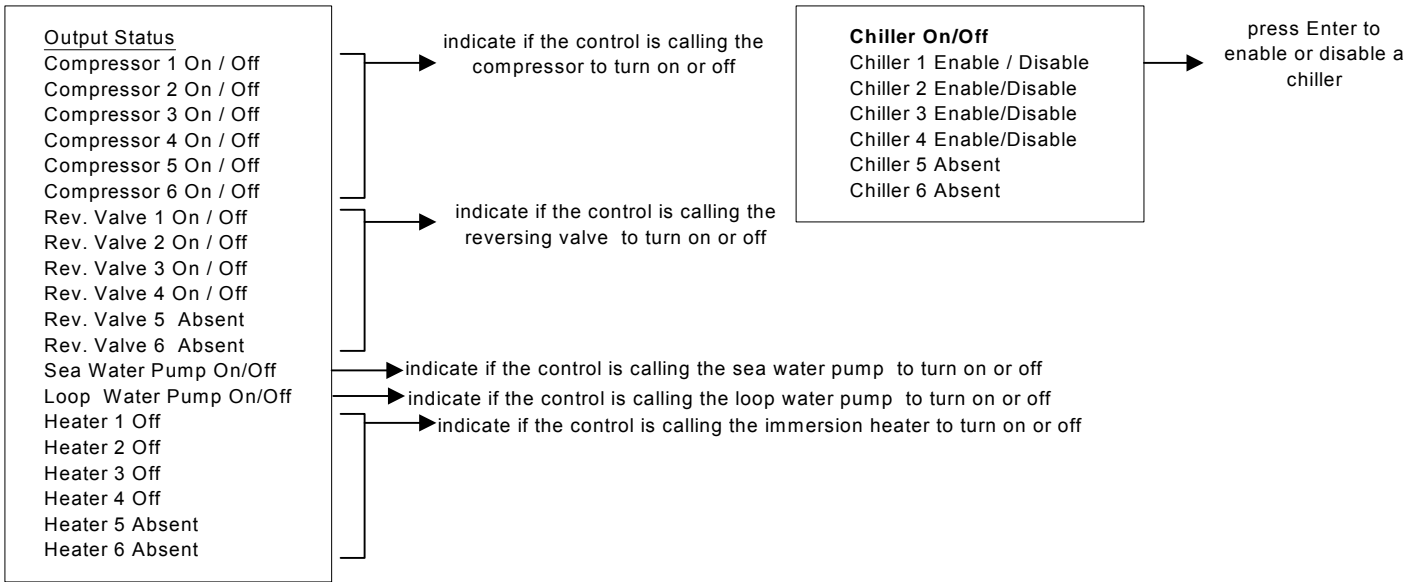 Output Status
Compressor 1 On / Off
Compressor 2 On / Off
Compressor 3 On / Off
Compressor 4 On / Off
Compressor 5 On / Off
Compressor 6 On / Off
Rev. Valve 1 On / Off
Rev. Valve 2 On / Off
Rev. Valve 3 On / Off
Rev. Valve 4 On / Off
Rev. Valve 5 Absent
Rev. Valve 6 Absent
Sea Water Pump On/Off
Loop Water Pump On/Off
Heater 1 Off
Heater 2 Off
Heater 3 Off
Heater 4 Off
Heater 5 Absent
Heater 6 Absent
indicate if the control is calling the
compressor to turn on or off
indicate if the control is calling the
reversing valve to turn on or off
indicate if the control is calling the sea water pump to turn on or off
indicate if the control is calling the loop water pump to turn on or off
indicate if the control is calling the immersion heater to turn on or off
Chiller On/Off
Chiller 1 Enable / Disable
Chiller 2 Enable/Disable
Chiller 3 Enable/Disable
Chiller 4 Enable/Disable
Chiller 5 Absent
Chiller 6 Absent
press Enter to
enable or disable a
chiller